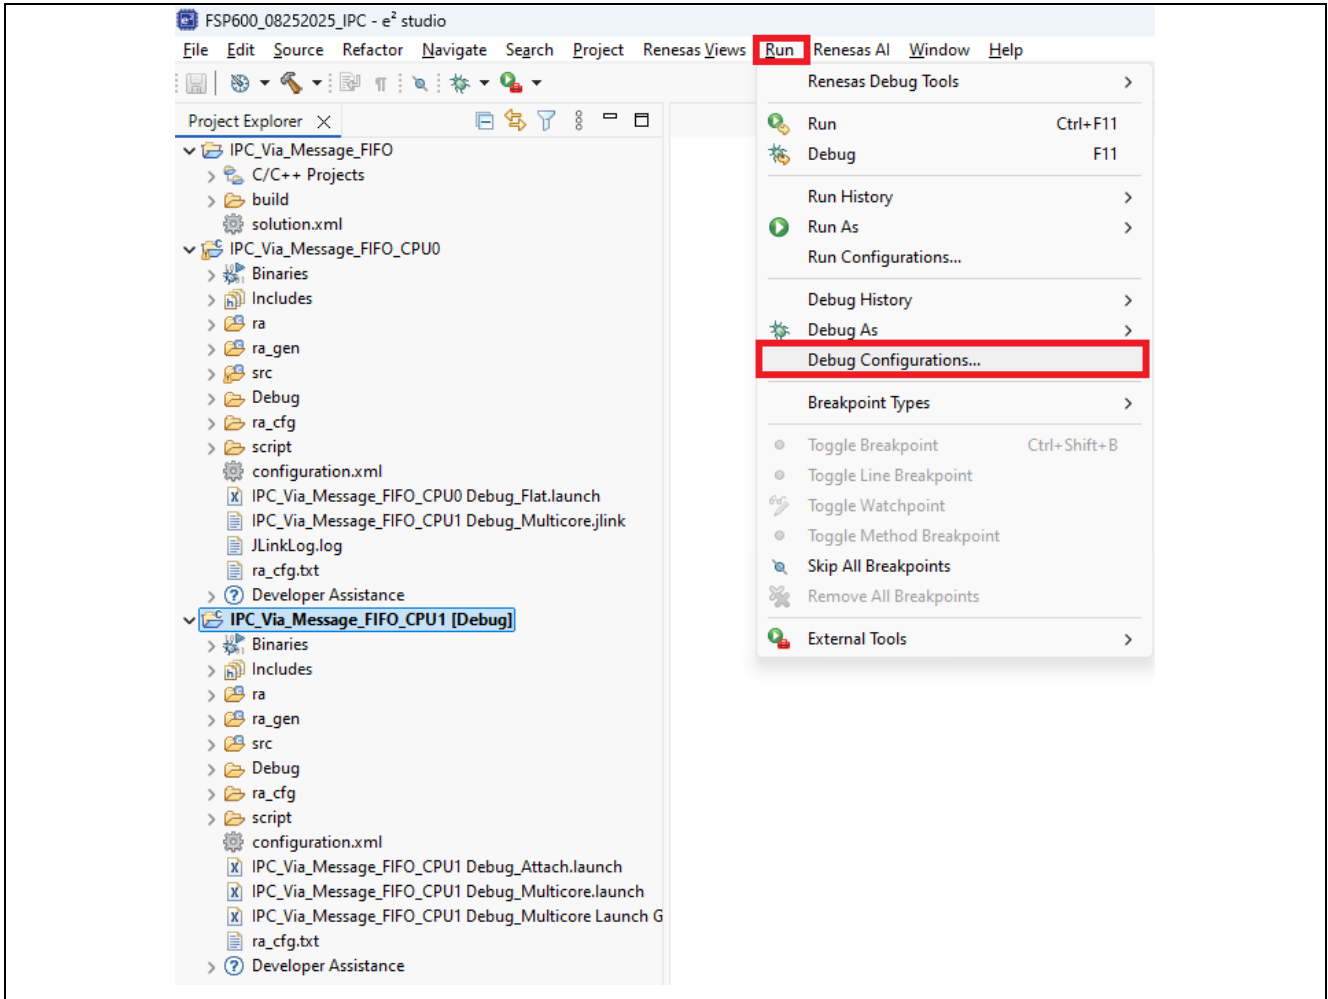 FSP600_08252025_IPC - e² studio
File Edit Source Refactor Navigate Search Project Renesas Views Run Renesas AI Window Help
Project Explorer
IPC_Via_Message_FIFO
C/C++ Projects
build
solution.xml
IPC_Via_Message_FIFO_CPU0
Binaries
Includes
ra
ra_gen
src
Debug
ra_cfg
script
configuration.xml
IPC_Via_Message_FIFO_CPU0 Debug_Flat.launch
IPC_Via_Message_FIFO_CPU1 Debug_Multicore.jlink
JLinkLog.log
ra_cfg.txt
Developer Assistance
IPC_Via_Message_FIFO_CPU1 [Debug]
Binaries
Includes
ra
ra_gen
src
Debug
ra_cfg
script
configuration.xml
IPC_Via_Message_FIFO_CPU1 Debug_Attach.launch
IPC_Via_Message_FIFO_CPU1 Debug_Multicore.launch
IPC_Via_Message_FIFO_CPU1 Debug_Multicore Launch G
ra_cfg.txt
Developer Assistance
Renesas Debug Tools
Run Ctrl+F11
Debug F11
Run History
Run As
Run Configurations...
Debug History
Debug As
Debug Configurations...
Breakpoint Types
Toggle Breakpoint Ctrl+Shift+B
Toggle Line Breakpoint
Toggle Watchpoint
Toggle Method Breakpoint
Skip All Breakpoints
Remove All Breakpoints
External Tools